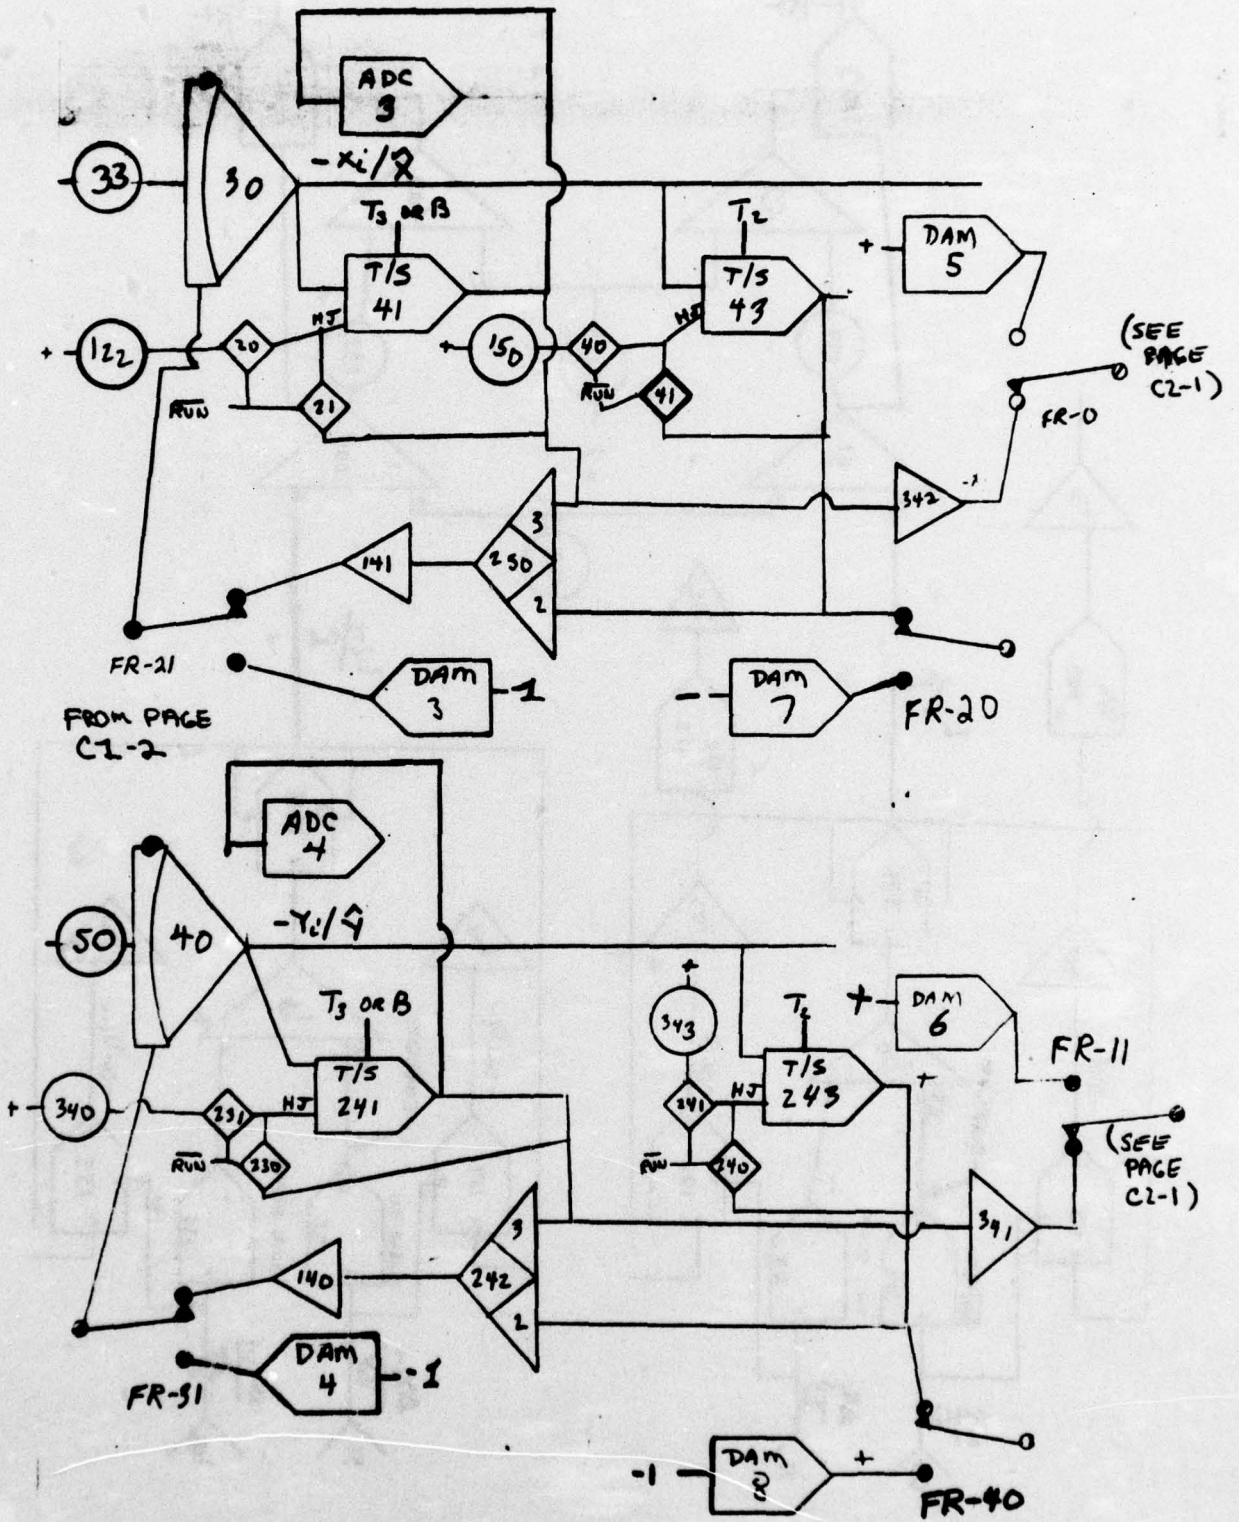 ADC
3
33
30
-Xi/X̂
T3 OR B
T2
+
DAM
5
T/S
41
T/S
43
HJ
HJ
+
122
20
+
150
40
(SEE
PAGE
C2-1)
RUN
21
RUN
41
FR-0
3
342
-X
141
250
2
FR-21
DAM
3
-1
-
DAM
7
FR-20
FROM PAGE
C1-2
ADC
4
50
40
-Yi/Ŷ
+
T3 OR B
343
T2
+
DAM
6
FR-11
T/S
241
HJ
T/S
243
HJ
+
+
340
231
241
(SEE
PAGE
C2-1)
RUN
230
RUN
240
3
341
140
242
2
DAM
4
-1
FR-31
-1
DAM
8
+
FR-40